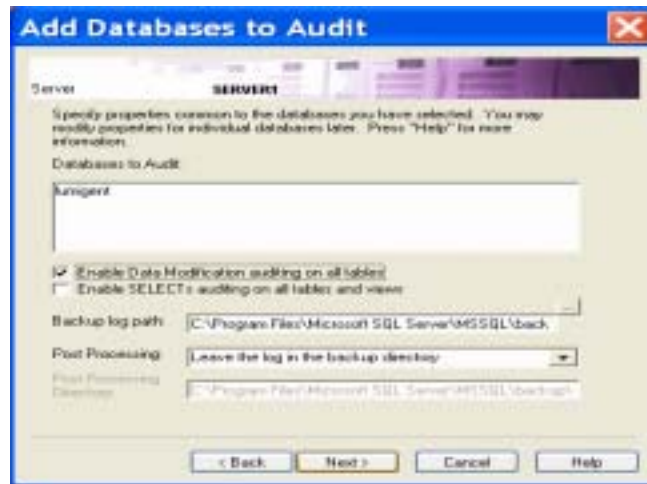 Add Databases to Audit
Server SERVER1
Specify properties common to the databases you have selected. You may
modify properties for individual databases later. Press "Help" for more
information.
Databases to Audit
lumigent
Enable Data Modification auditing on all tables
Enable SELECTs auditing on all tables and views
...
Backup log path: C:\Program Files\Microsoft SQL Server\MSSQL\back
Post Processing: Leave the log in the backup directory
Post Processing C:\Program Files\Microsoft SQL Server\MSSQL\backup\
Directory:
< Back Next > Cancel Help